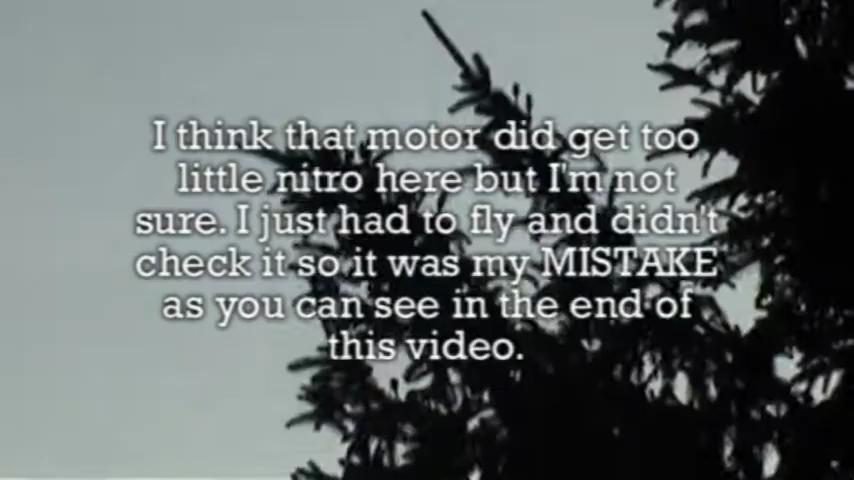 I think that motor did get too
little nitro here but I'm not
sure. I just had to fly and didn't
check it so it was my MISTAKE
as you can see in the end of
this video.